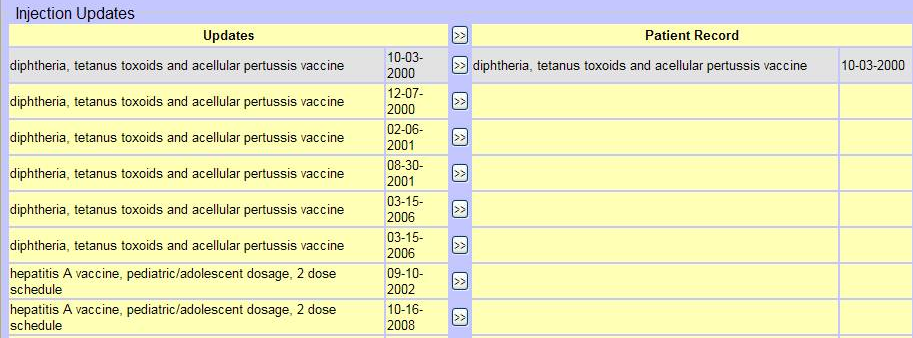 Injection Updates
Updates >> Patient Record
diphtheria, tetanus toxoids and acellular pertussis vaccine 10-03- >> diphtheria, tetanus toxoids and acellular pertussis vaccine 10-03-2000
2000
diphtheria, tetanus toxoids and acellular pertussis vaccine 12-07- >>
2000
diphtheria, tetanus toxoids and acellular pertussis vaccine 02-06- >>
2001
diphtheria, tetanus toxoids and acellular pertussis vaccine 08-30- >>
2001
diphtheria, tetanus toxoids and acellular pertussis vaccine 03-15- >>
2006
diphtheria, tetanus toxoids and acellular pertussis vaccine 03-15- >>
2006
hepatitis A vaccine, pediatric/adolescent dosage, 2 dose 09-10- >>
schedule 2002
hepatitis A vaccine, pediatric/adolescent dosage, 2 dose 10-16- >>
schedule 2008